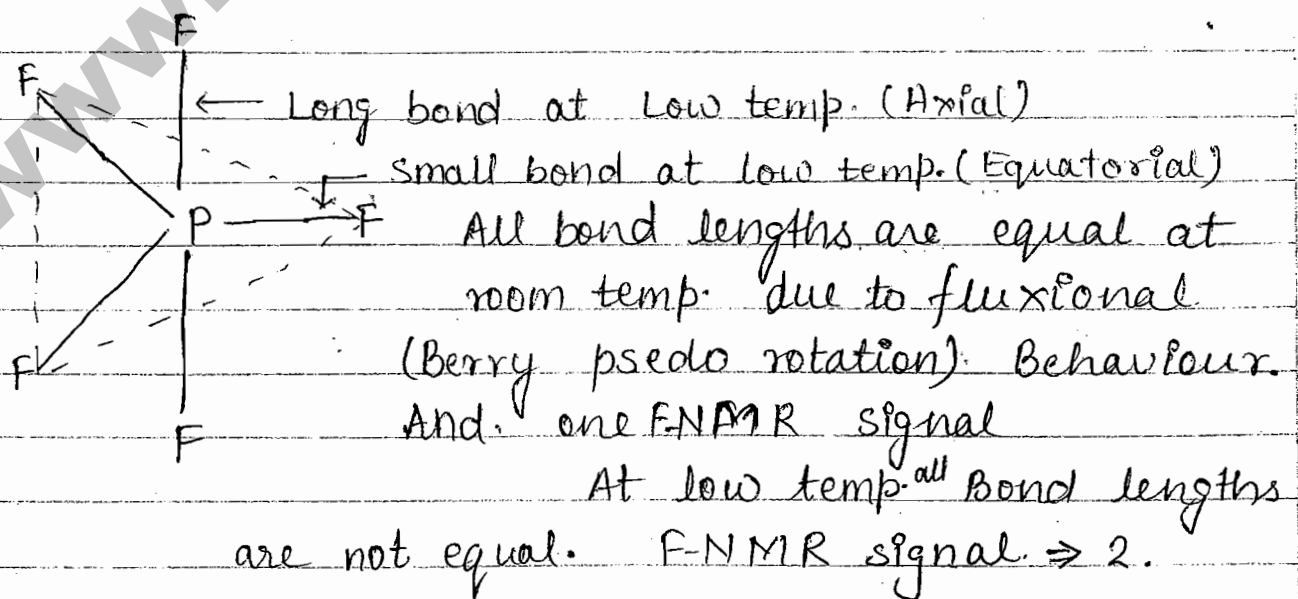 F
F
← Long bond at Low temp. (Axial)
small bond at low temp. (Equatorial)
P F All bond lengths are equal at
room temp. due to fluxional
F (Berry psedo rotation). Behaviour.
F And. one F-NMR signal
At low temp. all Bond lengths
are not equal. F-NMR signal. ⇒ 2.